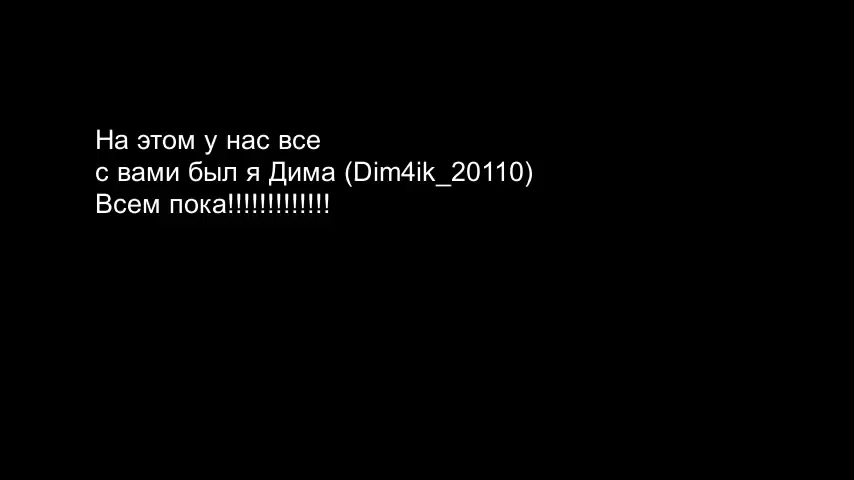 На этом у нас все
с вами был я Дима (Dim4ik_20110)
Всем пока!!!!!!!!!!!!!